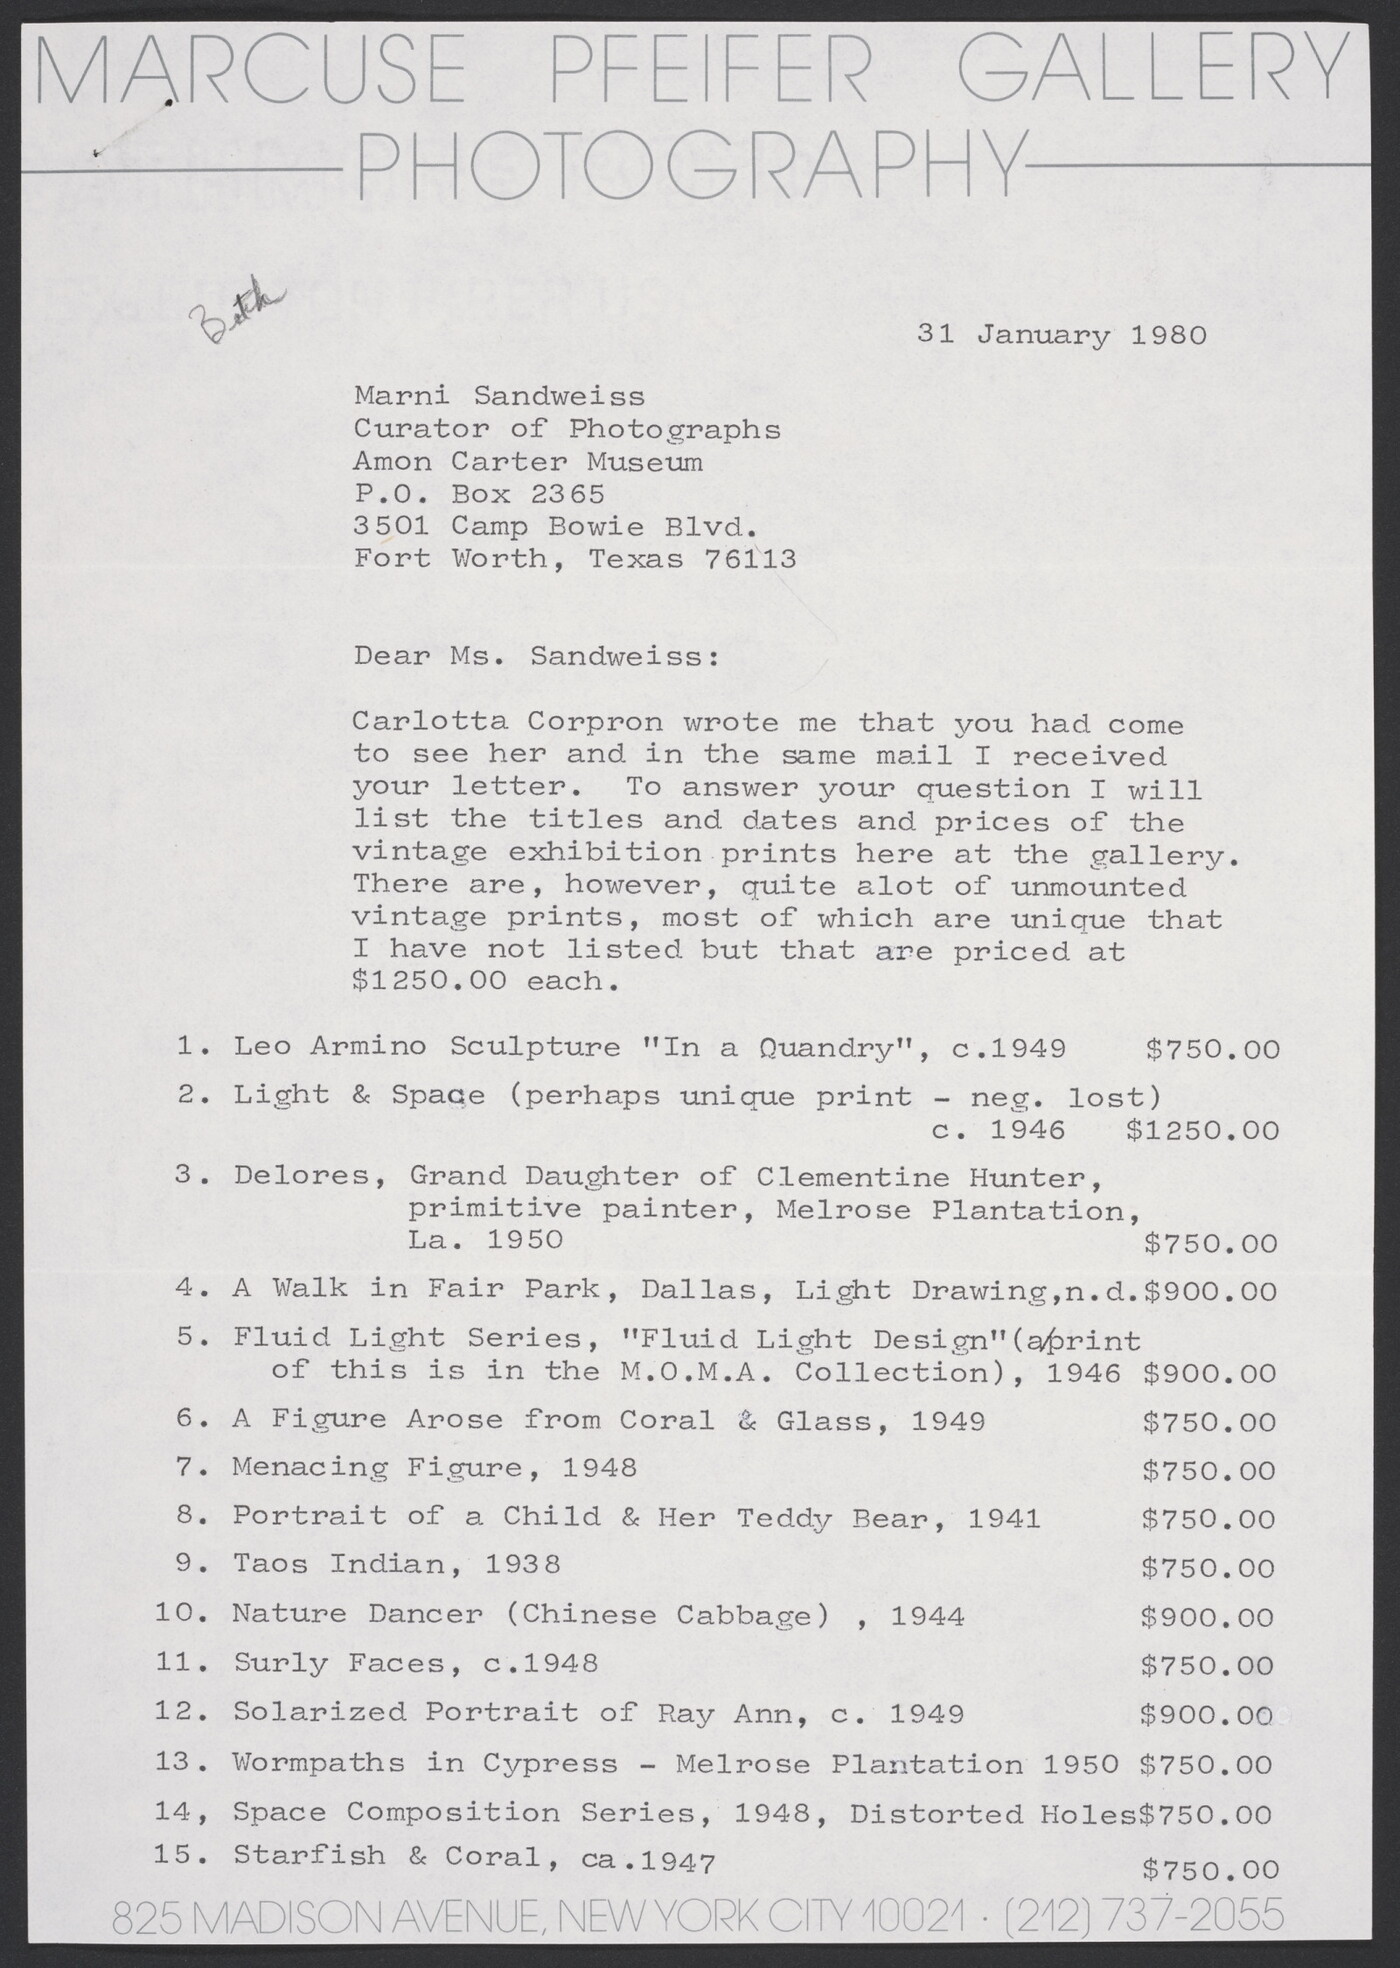 MARCUSE PFEIFER GALLERY
PHOTOGRAPHY
Beth
31 January 1980
Marni Sandweiss
Curator of Photographs
Amon Carter Museum
P.O. Box 2365
3501 Camp Bowie Blvd.
Fort Worth, Texas 76113
Dear Ms. Sandweiss:
Carlotta Corpron wrote me that you had come
to see her and in the same mail I received
your letter.  To answer your question I will
list the titles and dates and prices of the
vintage exhibition prints here at the gallery.
There are, however, quite alot of unmounted
vintage prints, most of which are unique that
I have not listed but that are priced at
$1250.00 each.
1. Leo Armino Sculpture "In a Quandry", c.1949 $750.00
2. Light & Space (perhaps unique print - neg. lost)
c. 1946 $1250.00
3. Delores, Grand Daughter of Clementine Hunter,
primitive painter, Melrose Plantation,
La. 1950 $750.00
4. A Walk in Fair Park, Dallas, Light Drawing,n.d.$900.00
5. Fluid Light Series, "Fluid Light Design"(a/print
of this is in the M.O.M.A. Collection), 1946 $900.00
6. A Figure Arose from Coral & Glass, 1949 $750.00
7. Menacing Figure, 1948 $750.00
8. Portrait of a Child & Her Teddy Bear, 1941 $750.00
9. Taos Indian, 1938 $750.00
10. Nature Dancer (Chinese Cabbage) , 1944 $900.00
11. Surly Faces, c.1948 $750.00
12. Solarized Portrait of Ray Ann, c. 1949 $900.00
13. Wormpaths in Cypress - Melrose Plantation 1950 $750.00
14, Space Composition Series, 1948, Distorted Holes$750.00
15. Starfish & Coral, ca.1947 $750.00
825 MADISON AVENUE, NEW YORK CITY 10021 · (212) 737-2055